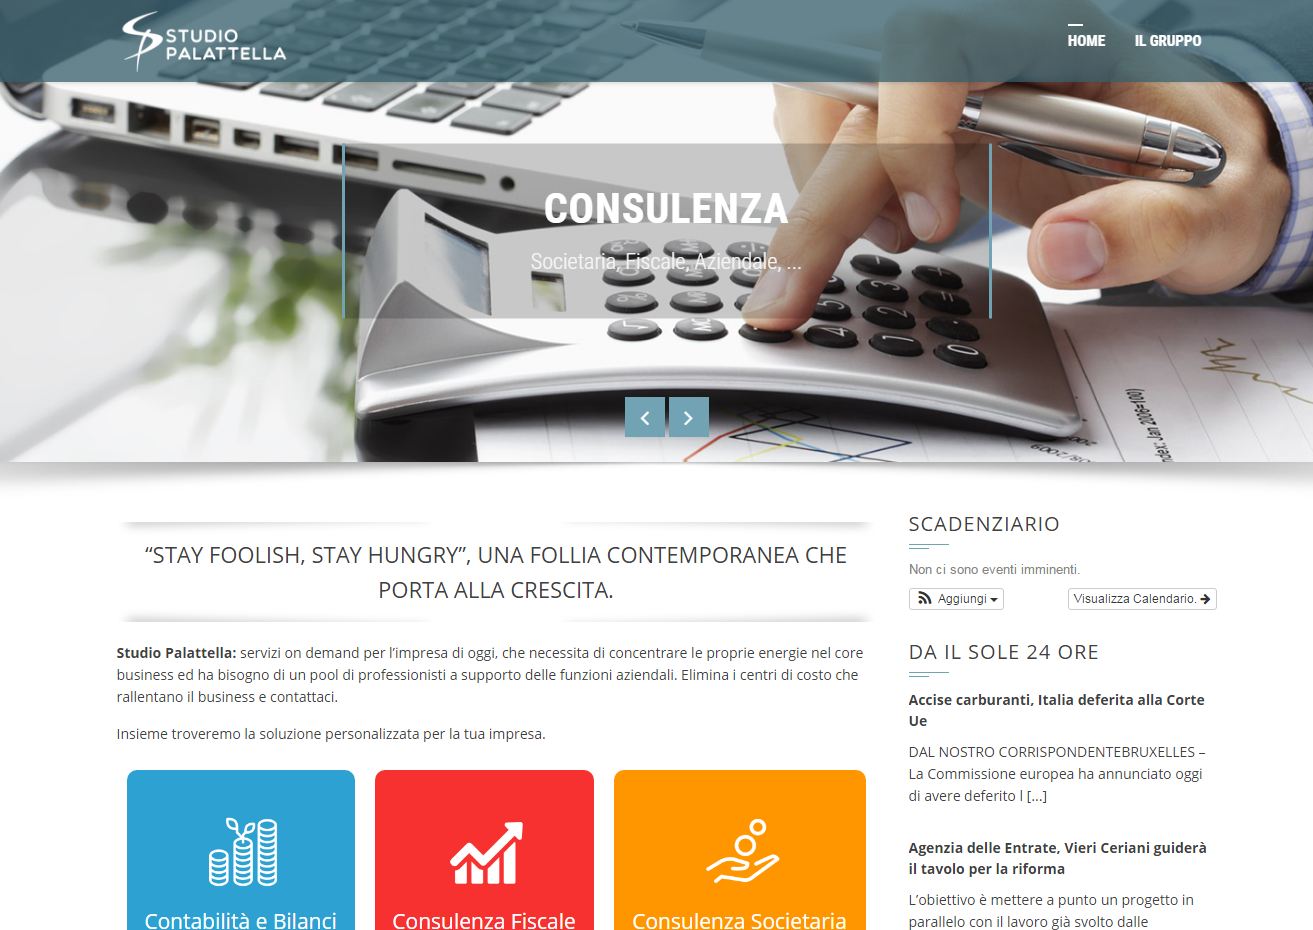 STUDIO
PALATTELLA
HOME
IL GRUPPO
CONSULENZA
Societaria, Fiscale, Aziendale, ...
“STAY FOOLISH, STAY HUNGRY”, UNA FOLLIA CONTEMPORANEA CHE
PORTA ALLA CRESCITA.
Studio Palattella: servizi on demand per l’impresa di oggi, che necessita di concentrare le proprie energie nel core
business ed ha bisogno di un pool di professionisti a supporto delle funzioni aziendali. Elimina i centri di costo che
rallentano il business e contattaci.
Insieme troveremo la soluzione personalizzata per la tua impresa.
Contabilità e Bilanci
Consulenza Fiscale
Consulenza Societaria
SCADENZIARIO
Non ci sono eventi imminenti.
Aggiungi
Visualizza Calendario.
DA IL SOLE 24 ORE
Accise carburanti, Italia deferita alla Corte
Ue
DAL NOSTRO CORRISPONDENTEBRUXELLES –
La Commissione europea ha annunciato oggi
di avere deferito l [...]
Agenzia delle Entrate, Vieri Ceriani guiderà
il tavolo per la riforma
L’obiettivo è mettere a punto un progetto in
parallelo con il lavoro già svolto dalle